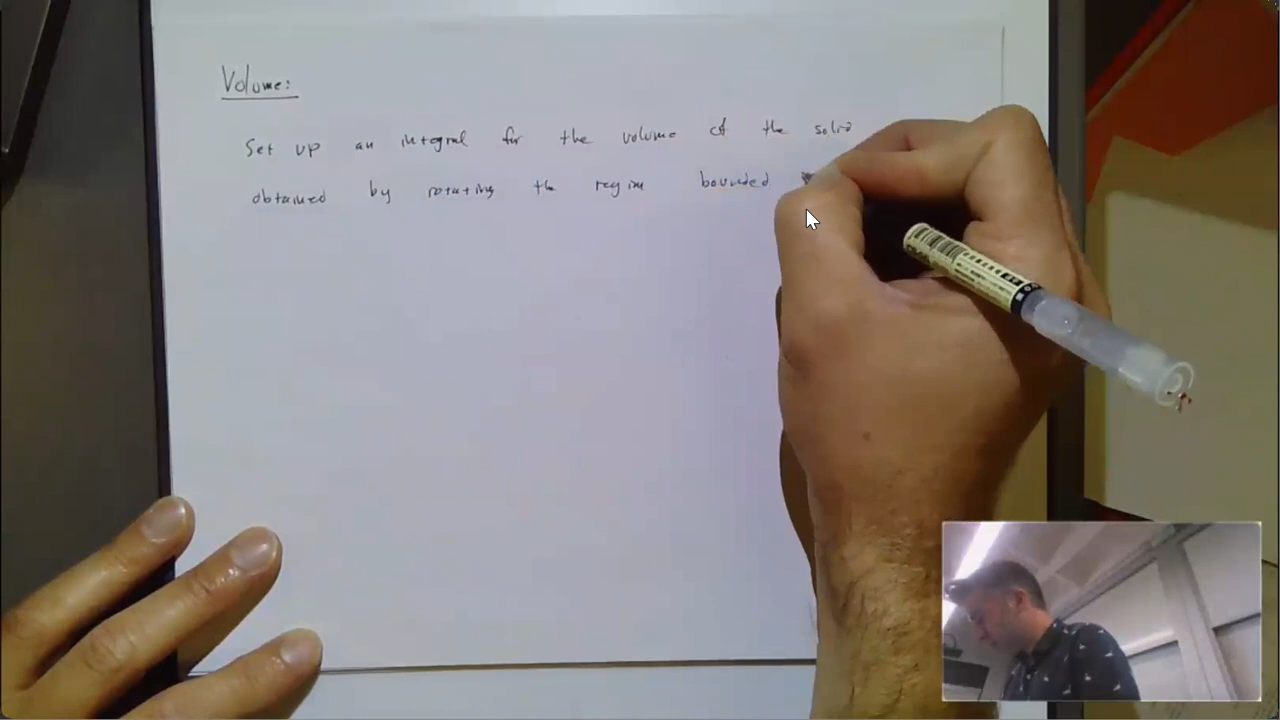 Volume:
Set up an integral for the volume of the solid
obtained by rotating the region bounded